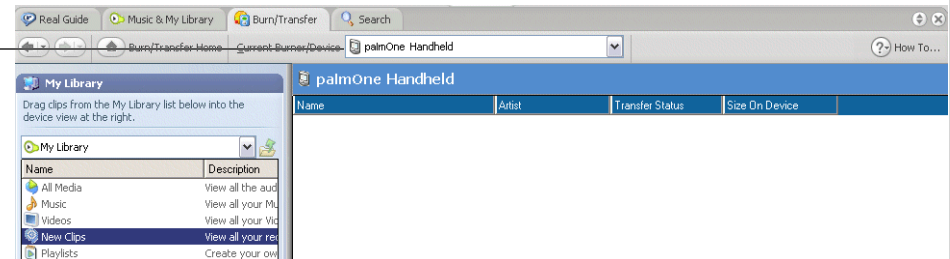 Real Guide Music & My Library Burn/Transfer Search
Burn/Transfer Home Current Burner/Device palmOne Handheld How To...
My Library palmOne Handheld
Drag clips from the My Library list below into the
device view at the right.
Name Artist Transfer Status Size On Device
My Library
Name Description
All Media View all the aud
Music View all your Mu
Videos View all your Vid
New Clips View all your rec
Playlists Create your ow